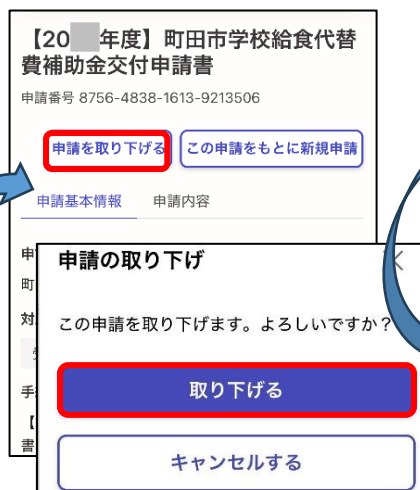 【20 年度】町田市学校給食代替
費補助金交付申請書
申請番号 8756-4838-1613-9213506
申請を取り下げる
この申請をもとに新規申請
申請基本情報 申請内容
申
町
対
手
【
書
申請の取り下げ
この申請を取り下げます。よろしいですか?
取り下げる
キャンセルする